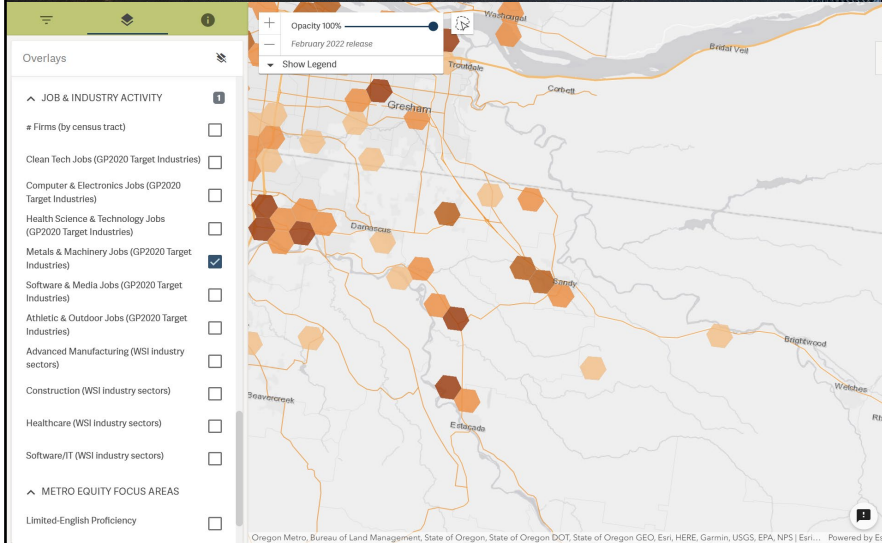 Overlays
JOB & INDUSTRY ACTIVITY
1
# Firms (by census tract)
Clean Tech Jobs (GP2020 Target Industries)
Computer & Electronics Jobs (GP2020
Target Industries)
Health Science & Technology Jobs
(GP2020 Target Industries)
Metals & Machinery Jobs (GP2020 Target
Industries)
Software & Media Jobs (GP2020 Target
Industries)
Athletic & Outdoor Jobs (GP2020 Target
Industries)
Advanced Manufacturing (WSI industry
sectors)
Construction (WSI industry sectors)
Healthcare (WSI industry sectors)
Software/IT (WSI industry sectors)
METRO EQUITY FOCUS AREAS
Limited-English Proficiency
Opacity 100%
February 2022 release
Show Legend
Washougal
Bridal Veil
Troutdale
Corbett
Gresham
Damascus
Sandy
Brightwood
Welches
Rh
Beavercreek
Estacada
Oregon Metro, Bureau of Land Management, State of Oregon, State of Oregon DOT, State of Oregon GEO, Esri, HERE, Garmin, USGS, EPA, NPS | Esri... Powered by Es